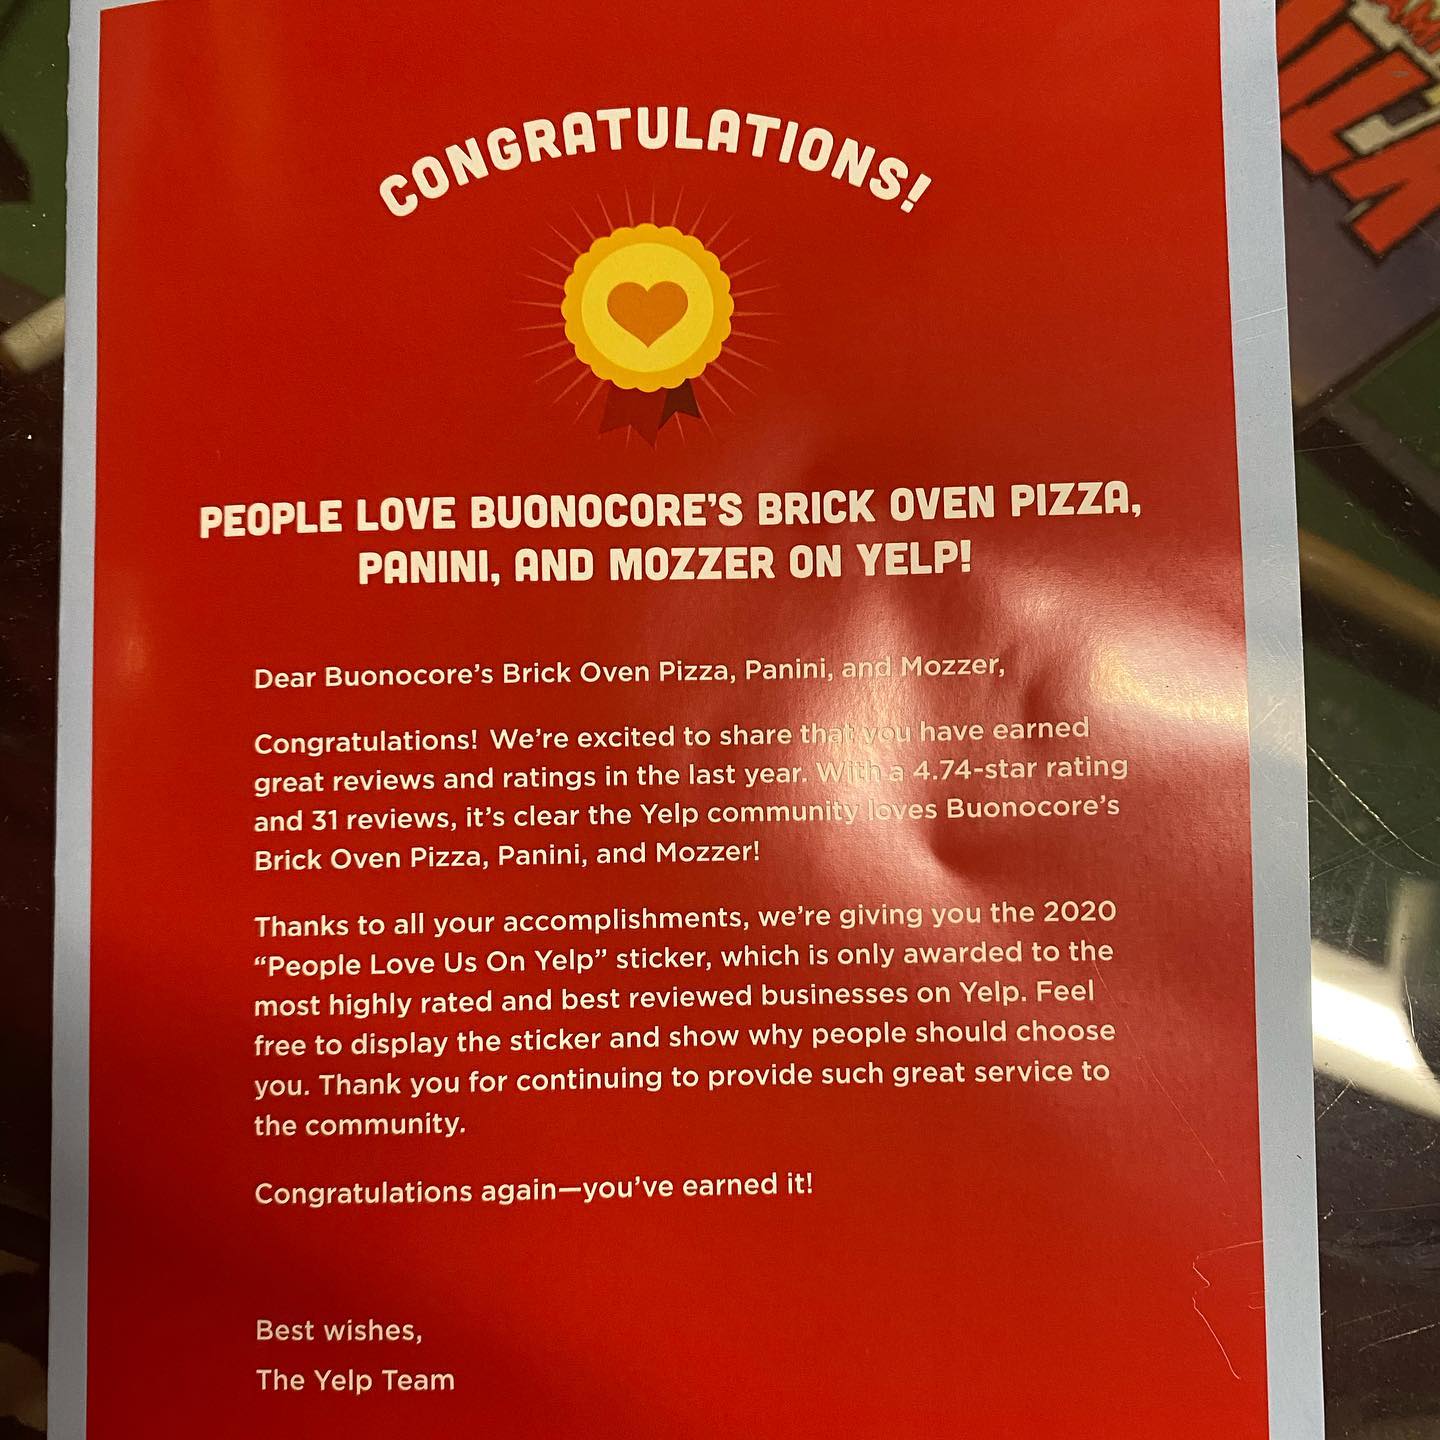 CONGRATULATIONS!
PEOPLE LOVE BUONOCORE'S BRICK OVEN PIZZA,
PANINI, AND MOZZER ON YELP!
Dear Buonocore's Brick Oven Pizza, Panini, and Mozzer,
Congratulations! We're excited to share that you have earned
great reviews and ratings in the last year. With a 4.74-star rating
and 31 reviews, it's clear the Yelp community loves Buonocore's
Brick Oven Pizza, Panini, and Mozzer!
Thanks to all your accomplishments, we're giving you the 2020
“People Love Us On Yelp” sticker, which is only awarded to the
most highly rated and best reviewed businesses on Yelp. Feel
free to display the sticker and show why people should choose
you. Thank you for continuing to provide such great service to
the community.
Congratulations again—you've earned it!
Best wishes,
The Yelp Team